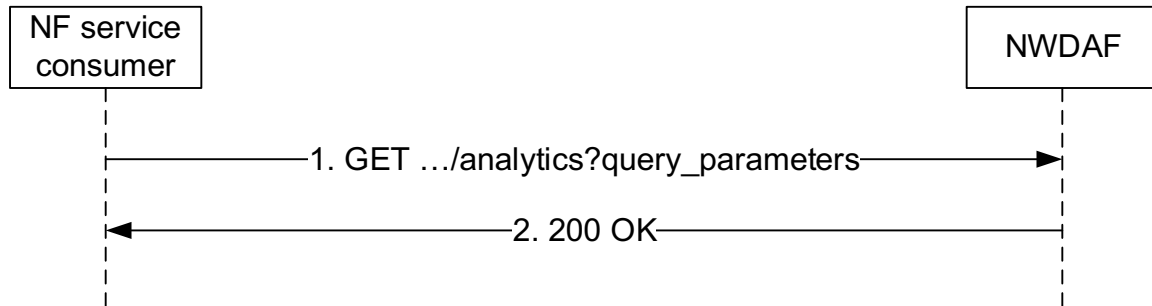 NF service
consumer
NWDAF
1. GET …/analytics?query_parameters
2. 200 OK